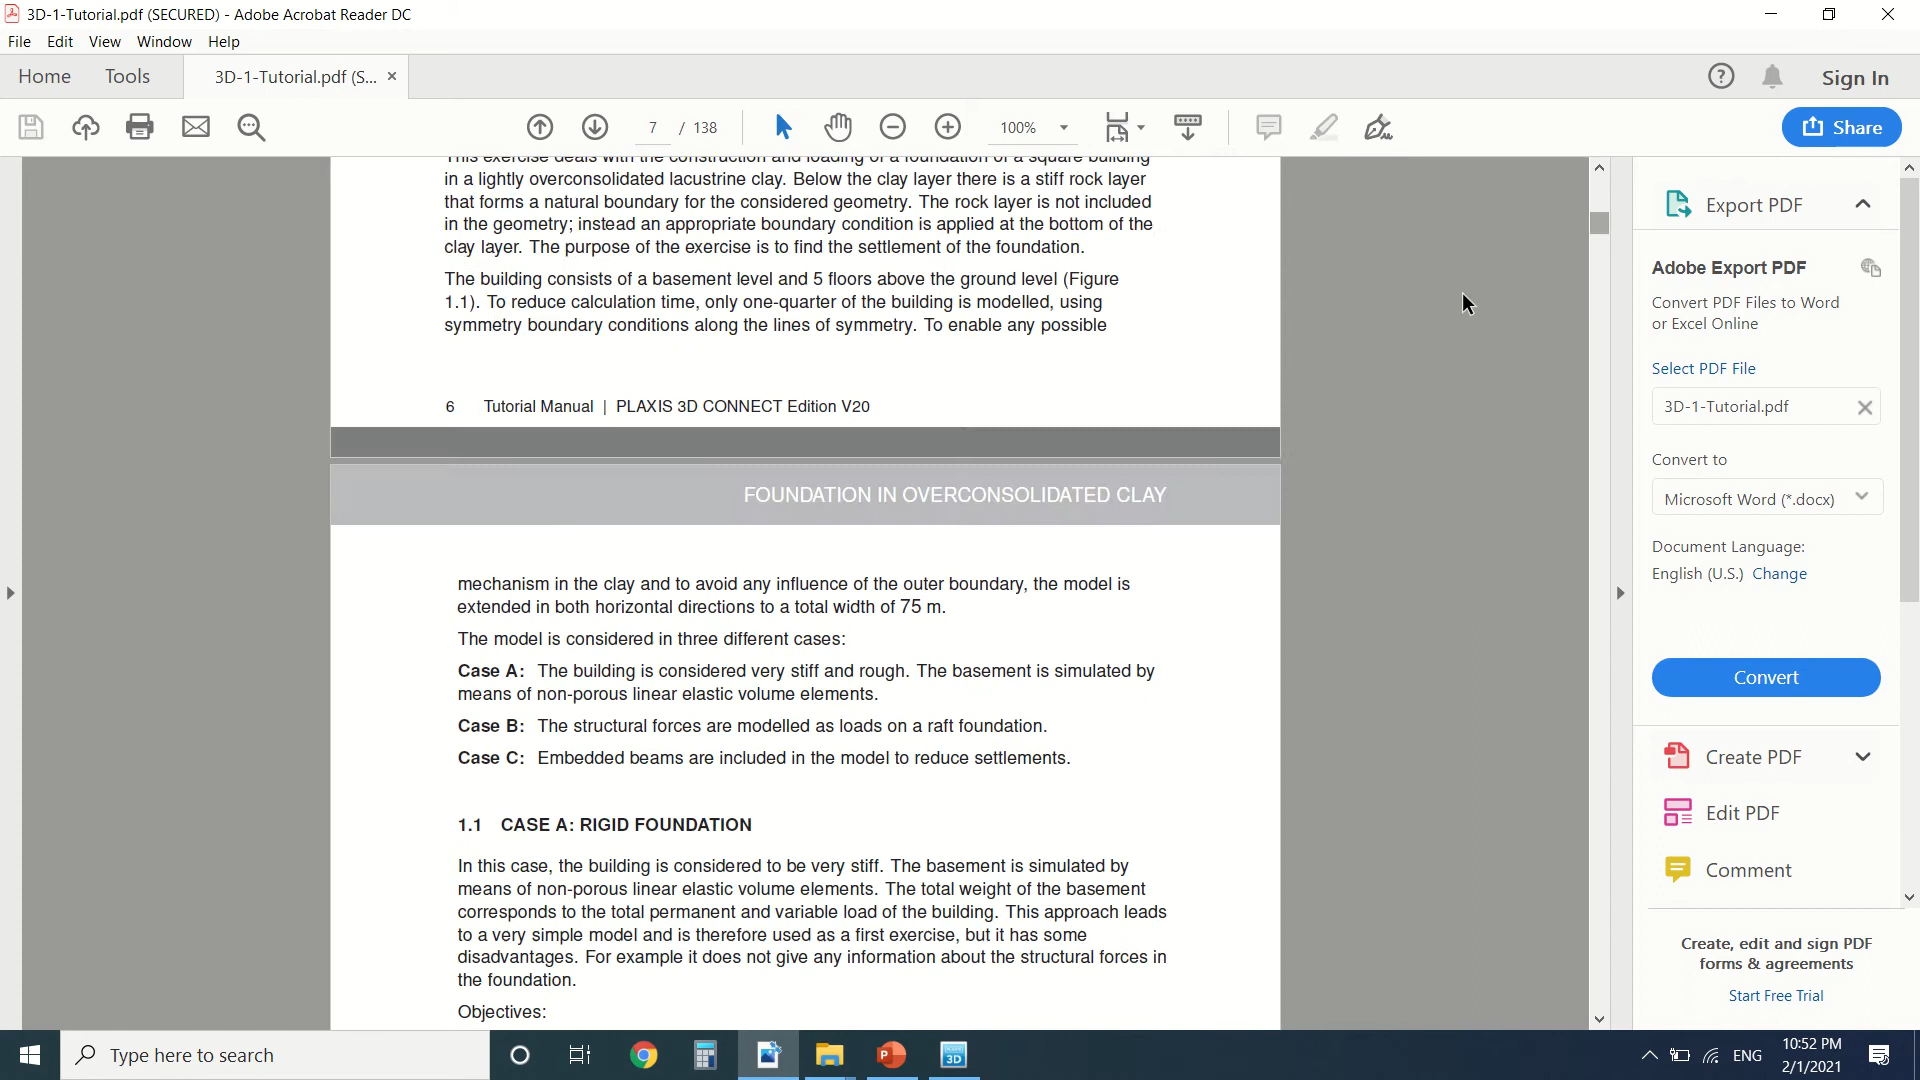 3D-1-Tutorial.pdf (SECURED) - Adobe Acrobat Reader DC
File Edit View Window Help
Home Tools 3D-1-Tutorial.pdf (S... × Sign In
7 / 138 100% Share
This exercise deals with the construction and loading of a foundation of a square building
in a lightly overconsolidated lacustrine clay. Below the clay layer there is a stiff rock layer
that forms a natural boundary for the considered geometry. The rock layer is not included
in the geometry; instead an appropriate boundary condition is applied at the bottom of the
clay layer. The purpose of the exercise is to find the settlement of the foundation.
The building consists of a basement level and 5 floors above the ground level (Figure
1.1). To reduce calculation time, only one-quarter of the building is modelled, using
symmetry boundary conditions along the lines of symmetry. To enable any possible
6 Tutorial Manual | PLAXIS 3D CONNECT Edition V20
FOUNDATION IN OVERCONSOLIDATED CLAY
mechanism in the clay and to avoid any influence of the outer boundary, the model is
extended in both horizontal directions to a total width of 75 m.
The model is considered in three different cases:
Case A: The building is considered very stiff and rough. The basement is simulated by
means of non-porous linear elastic volume elements.
Case B: The structural forces are modelled as loads on a raft foundation.
Case C: Embedded beams are included in the model to reduce settlements.
1.1 CASE A: RIGID FOUNDATION
In this case, the building is considered to be very stiff. The basement is simulated by
means of non-porous linear elastic volume elements. The total weight of the basement
corresponds to the total permanent and variable load of the building. This approach leads
to a very simple model and is therefore used as a first exercise, but it has some
disadvantages. For example it does not give any information about the structural forces in
the foundation.
Objectives:
Export PDF
Adobe Export PDF
Convert PDF Files to Word
or Excel Online
Select PDF File
3D-1-Tutorial.pdf
Convert to
Microsoft Word (*.docx)
Document Language:
English (U.S.) Change
Convert
Create PDF
Edit PDF
Comment
Create, edit and sign PDF
forms & agreements
Start Free Trial
Type here to search
P
3D
ENG
10:52 PM
2/1/2021